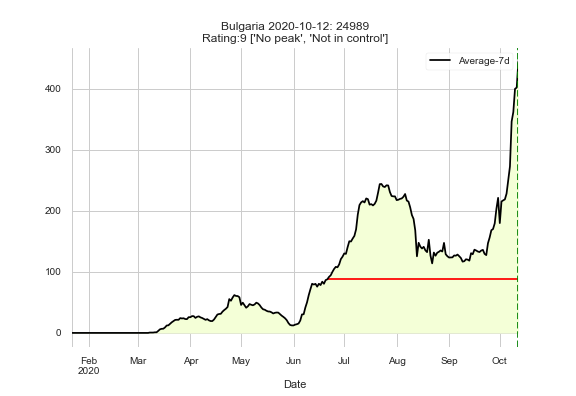 Bulgaria 2020-10-12: 24989
Rating:9 ['No peak', 'Not in control']
Average-7d
400
300
200
100
0
Feb Mar Apr May Jun Jul Aug Sep Oct
2020
Date